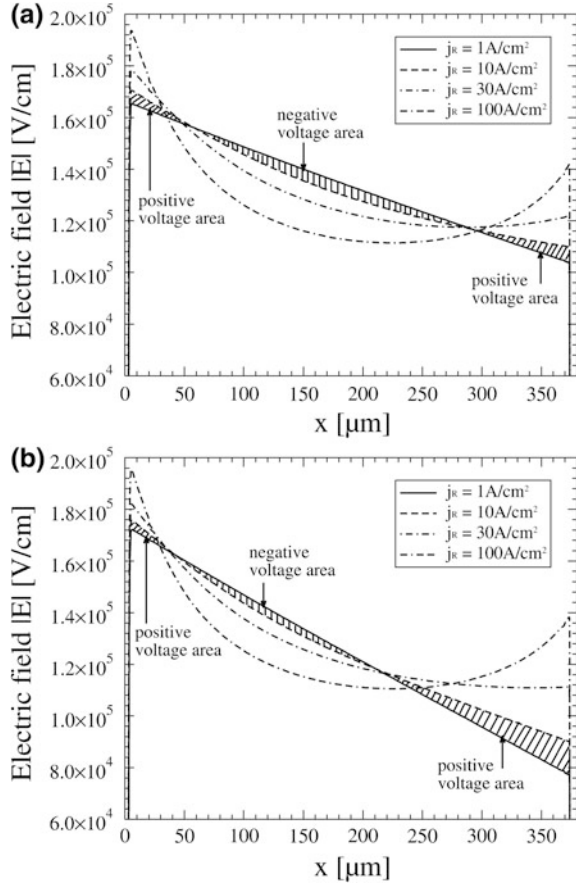 (a)
2.0×10⁵
1.8×10⁵
1.6×10⁵
1.4×10⁵
1.2×10⁵
1.0×10⁵
8.0×10⁴
6.0×10⁴
Electric field |E| [V/cm]
jR = 1A/cm²
jR = 10A/cm²
jR = 30A/cm²
jR = 100A/cm²
negative
voltage area
positive
voltage area
positive
voltage area
0 50 100 150 200 250 300 350
x [μm]
(b)
2.0×10⁵
1.8×10⁵
1.6×10⁵
1.4×10⁵
1.2×10⁵
1.0×10⁵
8.0×10⁴
6.0×10⁴
Electric field |E| [V/cm]
jR = 1A/cm²
jR = 10A/cm²
jR = 30A/cm²
jR = 100A/cm²
negative
voltage area
positive
voltage area
positive
voltage area
0 50 100 150 200 250 300 350
x [μm]